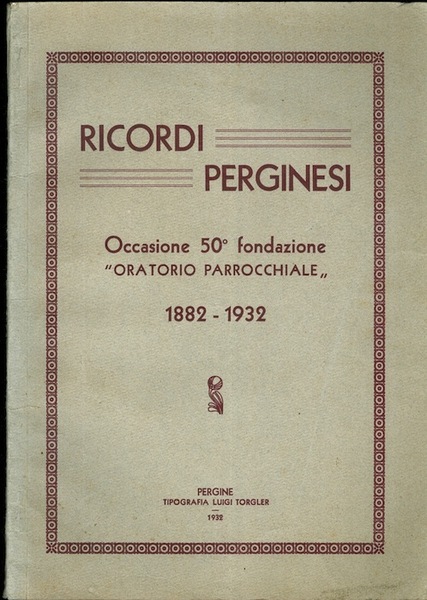 RICORDI
PERGINESI
Occasione 50° fondazione
"ORATORIO PARROCCHIALE„
1882 - 1932
PERGINE
TIPOGRAFIA LUIGI TORGLER
1932